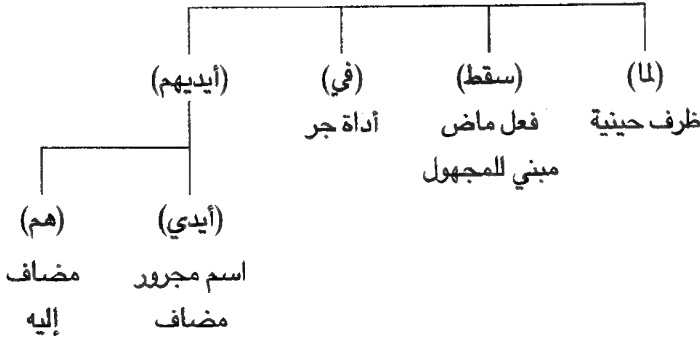 (لما) (سقط) (في) (أيديهم)
ظرف حينية فعل ماض أداة جر
مبني للمجهول
(أيدي) (هم)
اسم مجرور مضاف
مضاف إليه